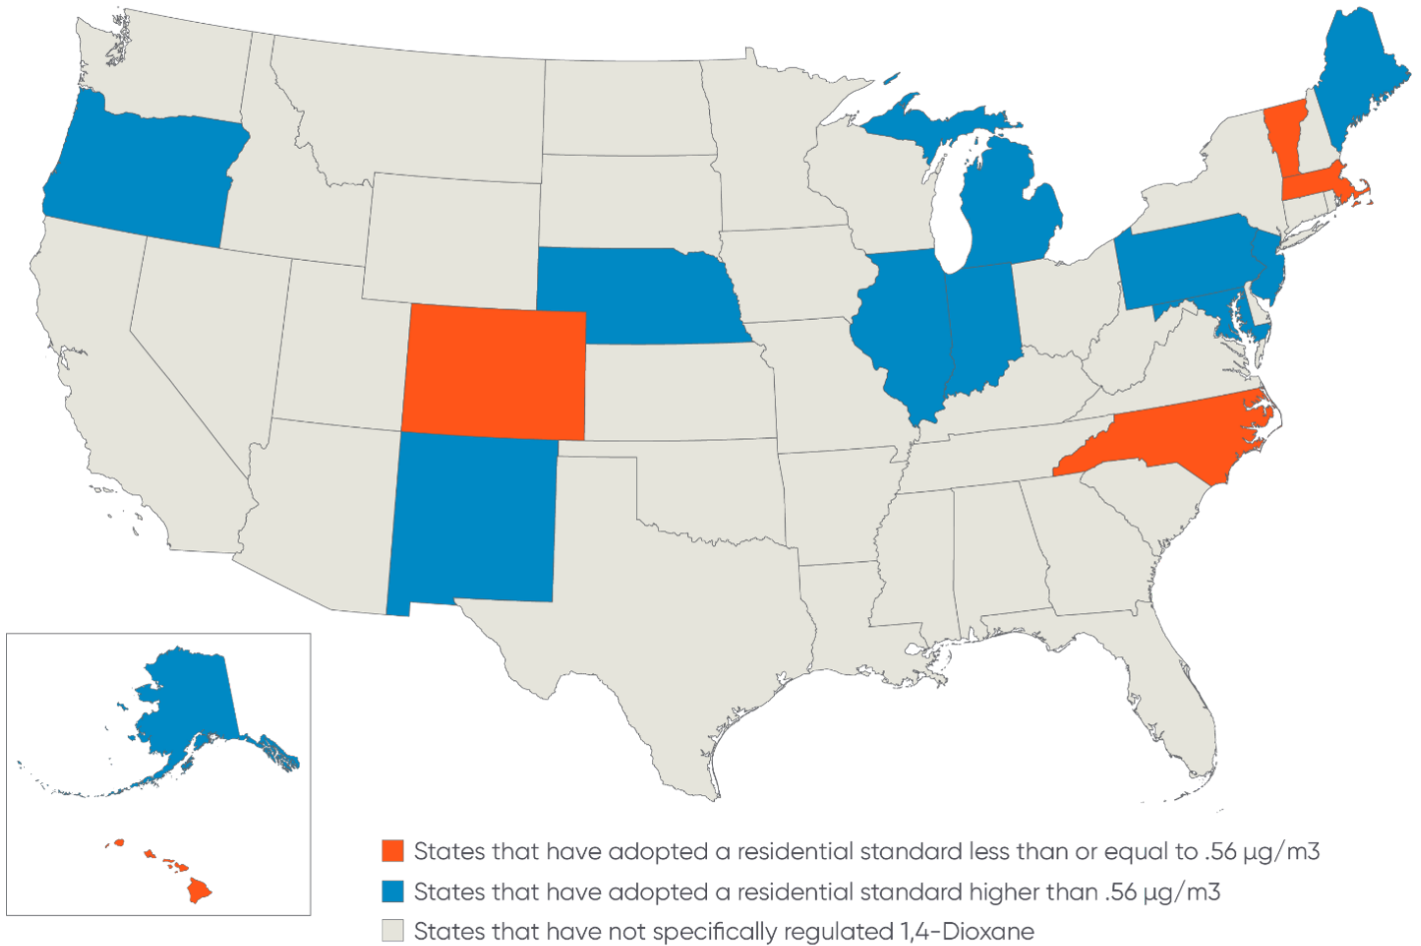 States that have adopted a residential standard less than or equal to .56 µg/m3
States that have adopted a residential standard higher than .56 µg/m3
States that have not specifically regulated 1,4-Dioxane